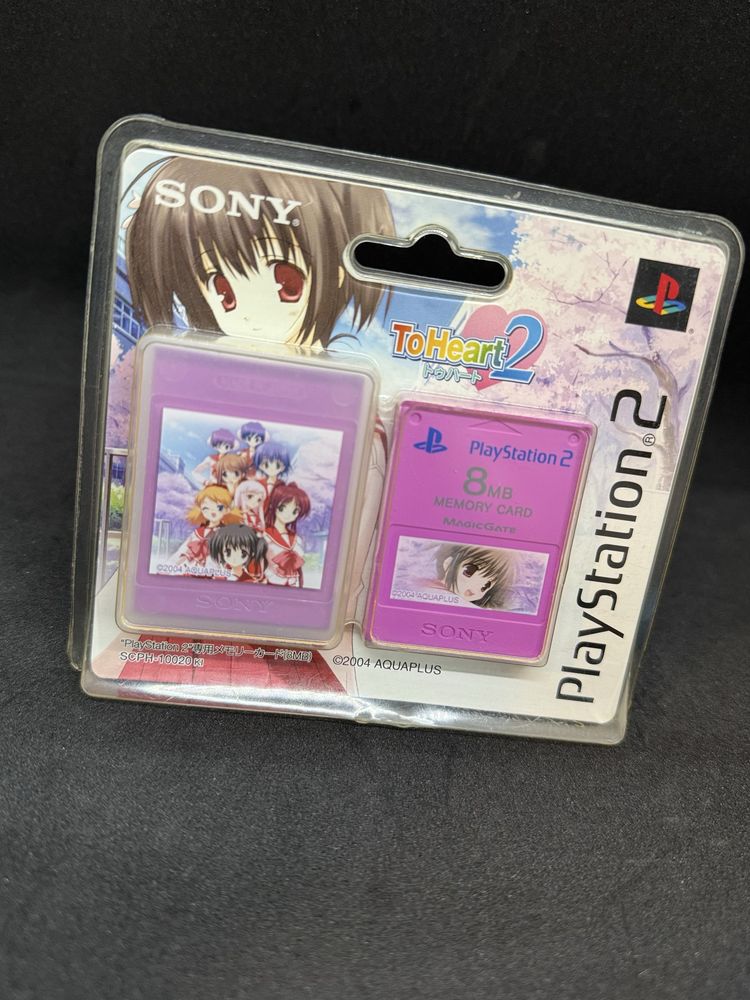 SONY®
ToHeart2
トゥハート
PlayStation®2
©2004 AQUAPLUS
SONY
PlayStation 2
8MB
MEMORY CARD
MAGICGATE
©2004 AQUAPLUS
SONY
"PlayStation 2"専用メモリーカード(8MB)
SCPH-10020 KI
©2004 AQUAPLUS